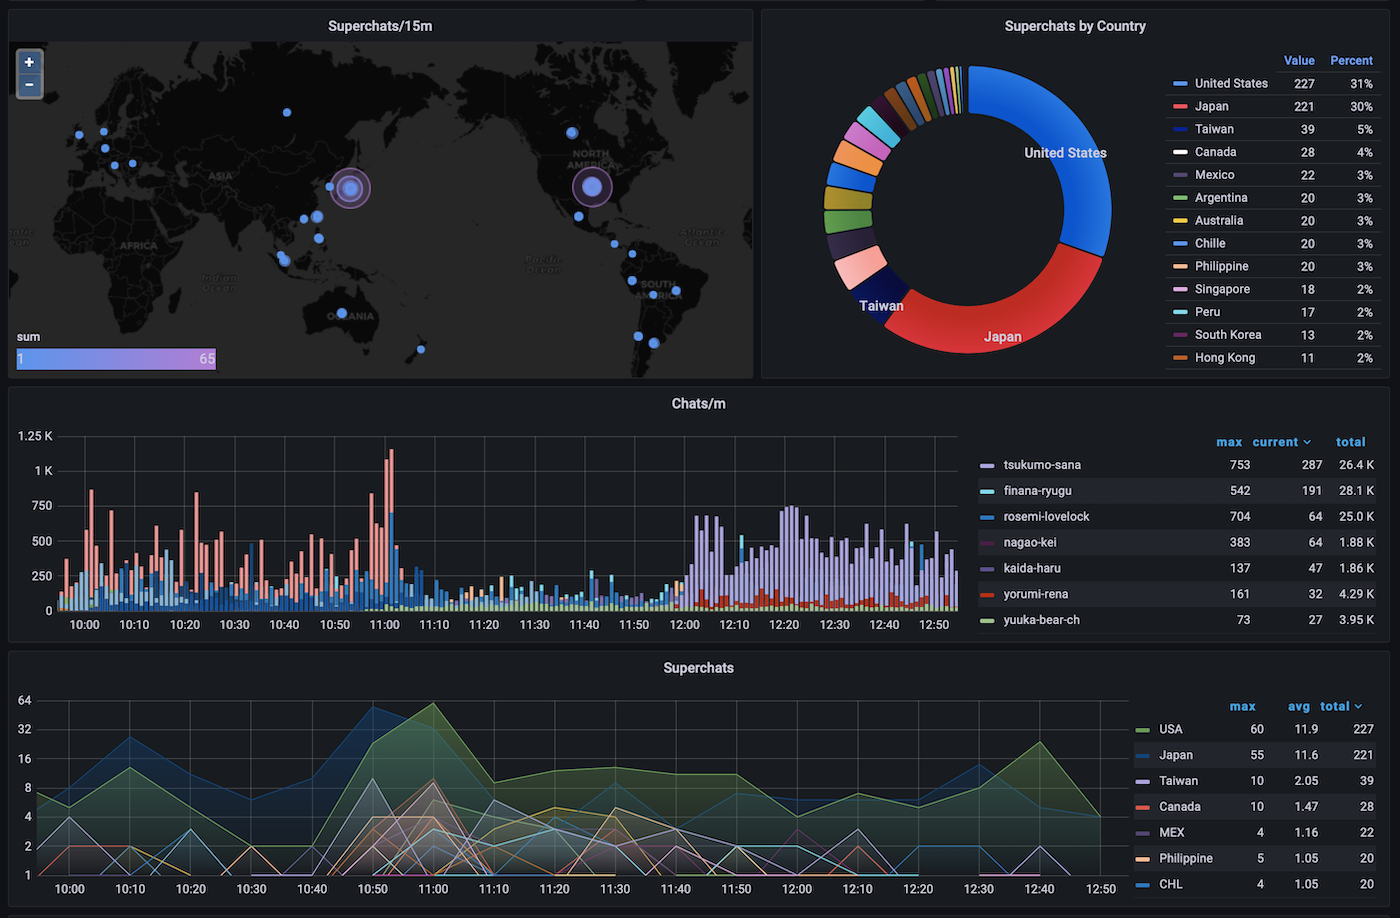 Superchats/15m
+
−
NORTH
AMERICA
ASIA
AFRICA
Atlantic
Ocean
Pacific
Ocean
Indian
Ocean
SOUTH
AMERICA
OCEANIA
sum
1 65
Superchats by Country
United States
Taiwan
Japan
Value Percent
United States 227 31%
Japan 221 30%
Taiwan 39 5%
Canada 28 4%
Mexico 22 3%
Argentina 20 3%
Australia 20 3%
Chille 20 3%
Philippine 20 3%
Singapore 18 2%
Peru 17 2%
South Korea 13 2%
Hong Kong 11 2%
Chats/m
1.25 K
1 K
750
500
250
0
10:00 10:10 10:20 10:30 10:40 10:50 11:00 11:10 11:20 11:30 11:40 11:50 12:00 12:10 12:20 12:30 12:40 12:50
max current total
tsukumo-sana 753 287 26.4 K
finana-ryugu 542 191 28.1 K
rosemi-lovelock 704 64 25.0 K
nagao-kei 383 64 1.88 K
kaida-haru 137 47 1.86 K
yorumi-rena 161 32 4.29 K
yuuka-bear-ch 73 27 3.95 K
Superchats
64
32
16
8
4
2
1
10:00 10:10 10:20 10:30 10:40 10:50 11:00 11:10 11:20 11:30 11:40 11:50 12:00 12:10 12:20 12:30 12:40 12:50
max avg total
USA 60 11.9 227
Japan 55 11.6 221
Taiwan 10 2.05 39
Canada 10 1.47 28
MEX 4 1.16 22
Philippine 5 1.05 20
CHL 4 1.05 20